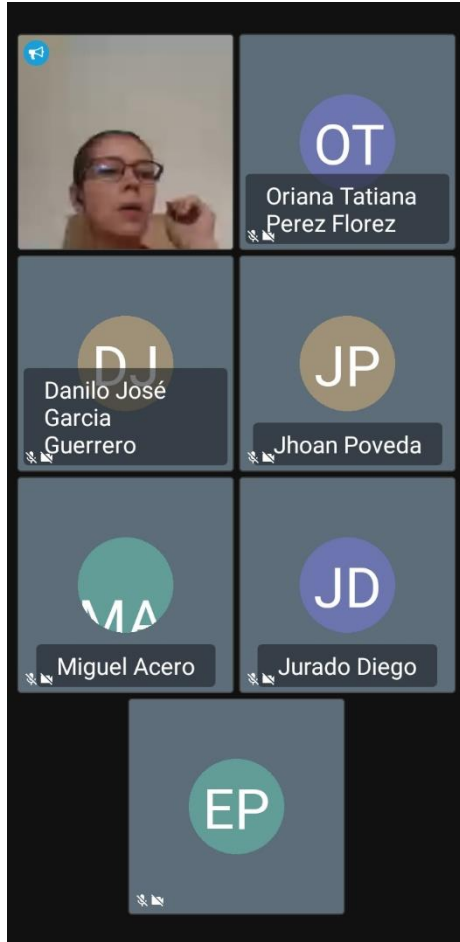 OT
Oriana Tatiana
Perez Florez
DJ
Danilo José
Garcia
Guerrero
JP
Jhoan Poveda
MA
Miguel Acero
JD
Jurado Diego
EP